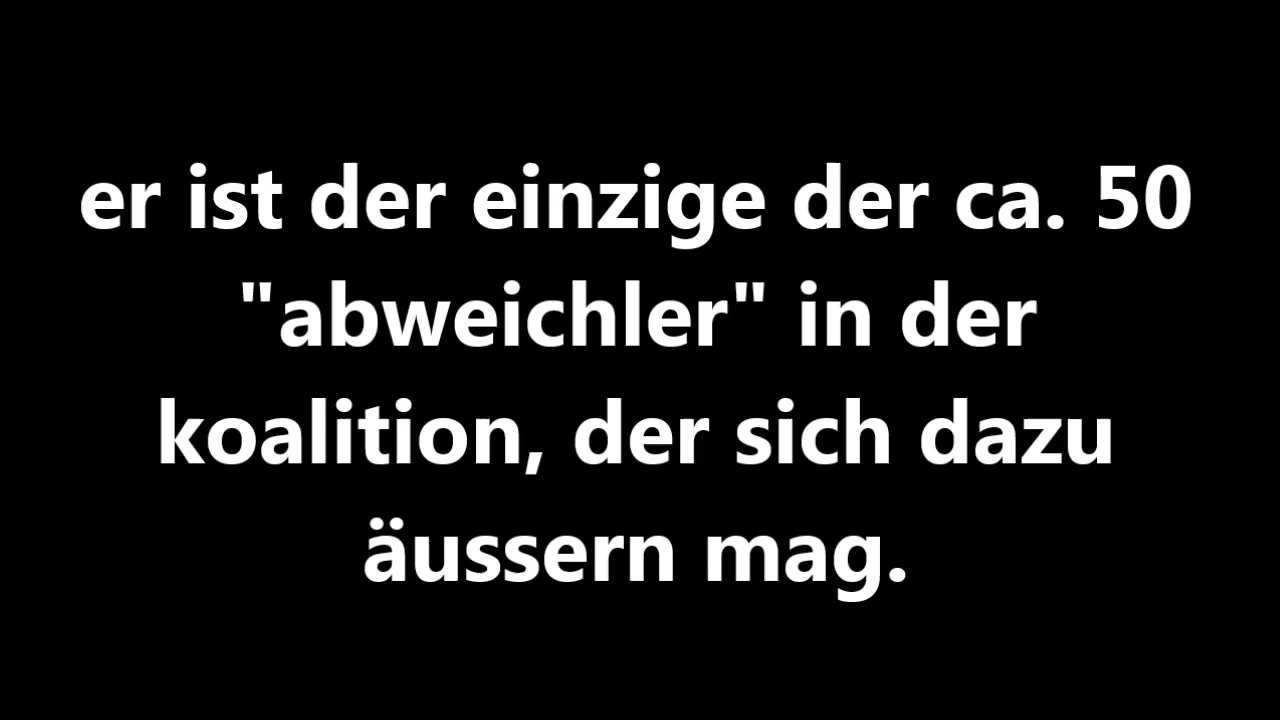 er ist der einzige der ca. 50
"abweichler" in der
koalition, der sich dazu
äussern mag.